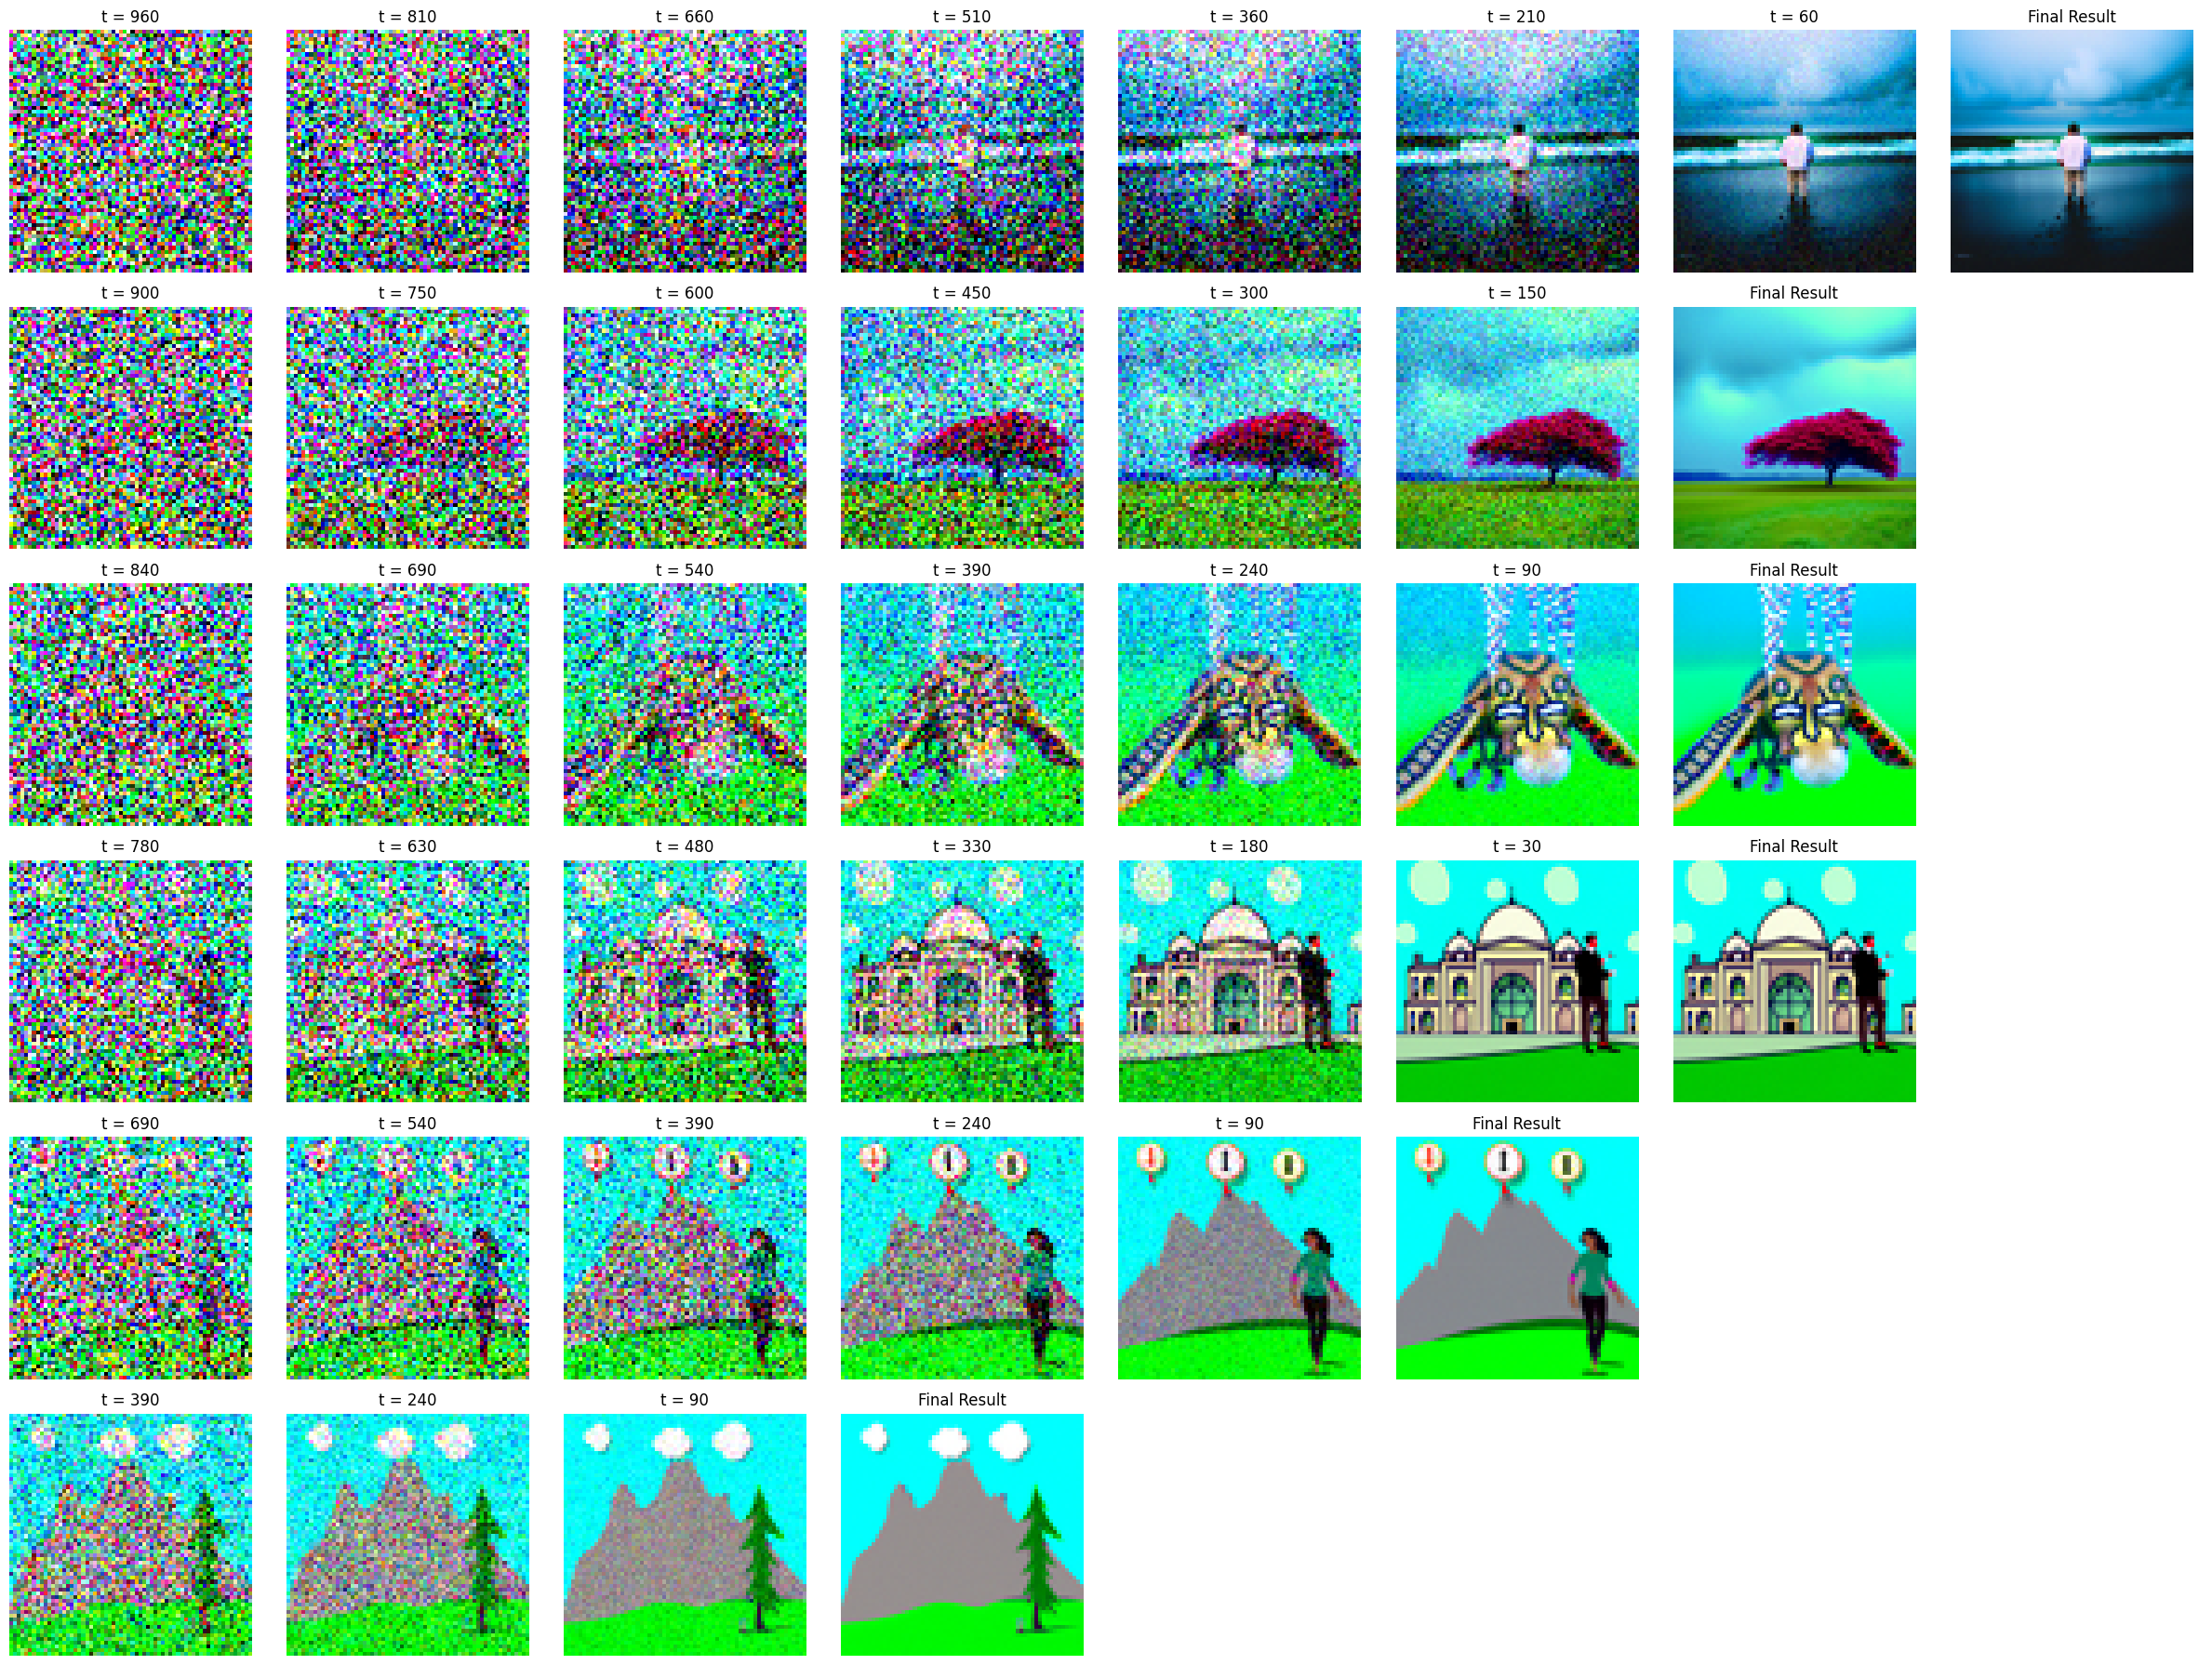 t = 960 t = 810 t = 660 t = 510 t = 360 t = 210 t = 60 Final Result
t = 900 t = 750 t = 600 t = 450 t = 300 t = 150 Final Result
t = 840 t = 690 t = 540 t = 390 t = 240 t = 90 Final Result
t = 780 t = 630 t = 480 t = 330 t = 180 t = 30 Final Result
t = 690 t = 540 t = 390 t = 240 t = 90 Final Result
t = 390 t = 240 t = 90 Final Result